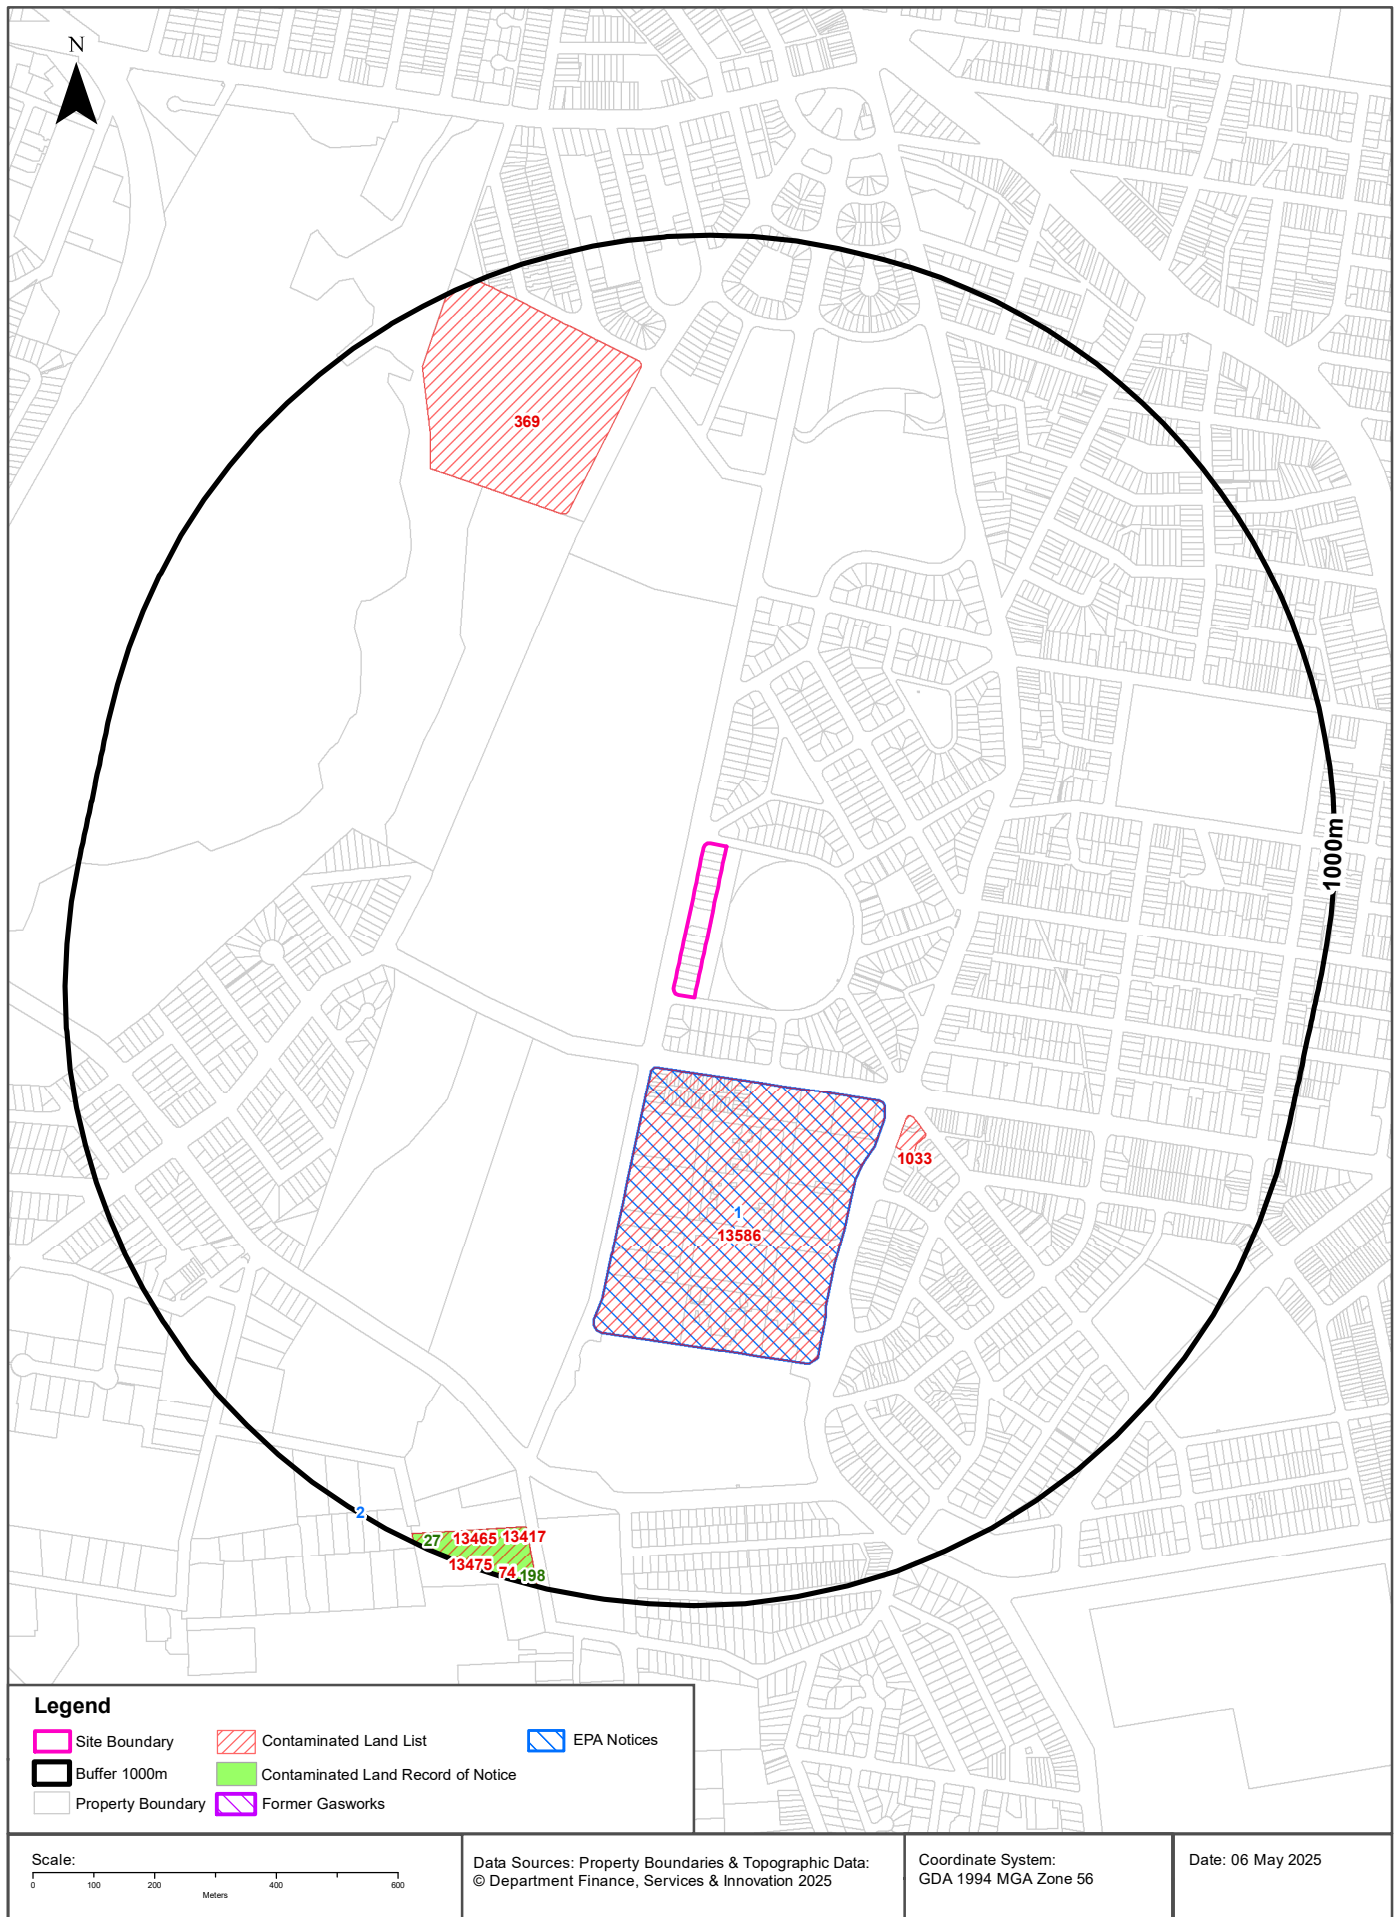 N
369
1000m
1033
1
13586
2
27 13465 13417
13475 74 198
Legend
Site Boundary
Contaminated Land List
EPA Notices
Buffer 1000m
Contaminated Land Record of Notice
Property Boundary
Former Gasworks
Scale:
0 100 200 400 600
Meters
Data Sources: Property Boundaries & Topographic Data:
© Department Finance, Services & Innovation 2025
Coordinate System:
GDA 1994 MGA Zone 56
Date: 06 May 2025